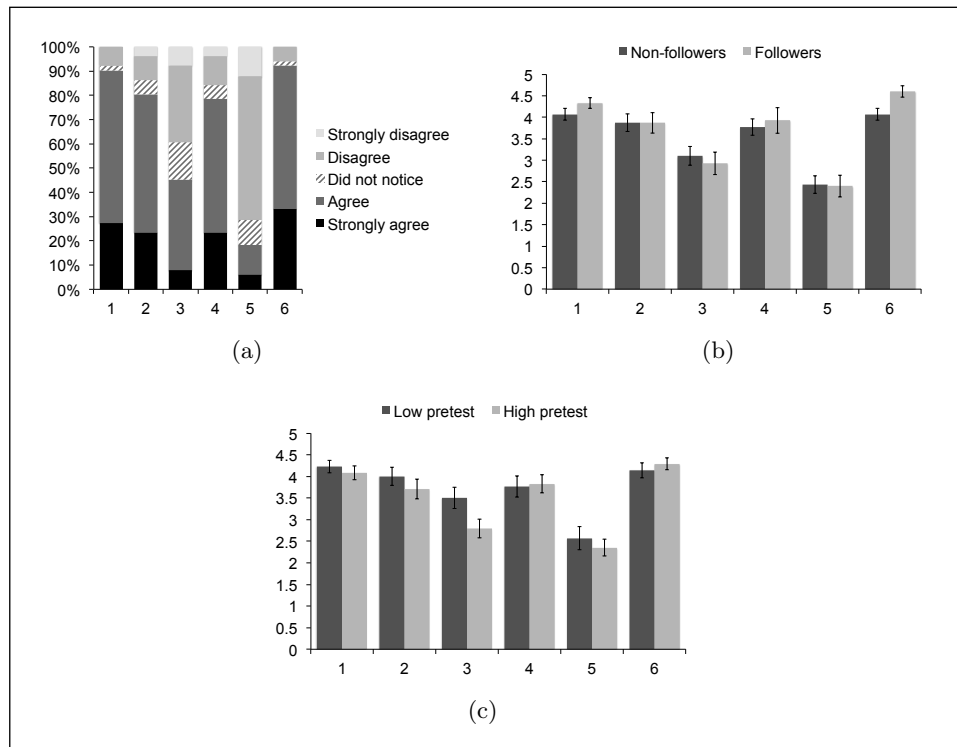 100%
90%
80%
70%
60%
50%
40%
30%
20%
10%
0%
1 2 3 4 5 6
Strongly disagree
Disagree
Did not notice
Agree
Strongly agree
(a)
Non-followers Followers
5
4.5
4
3.5
3
2.5
2
1.5
1
0.5
0
1 2 3 4 5 6
(b)
Low pretest High pretest
5
4.5
4
3.5
3
2.5
2
1.5
1
0.5
0
1 2 3 4 5 6
(c)